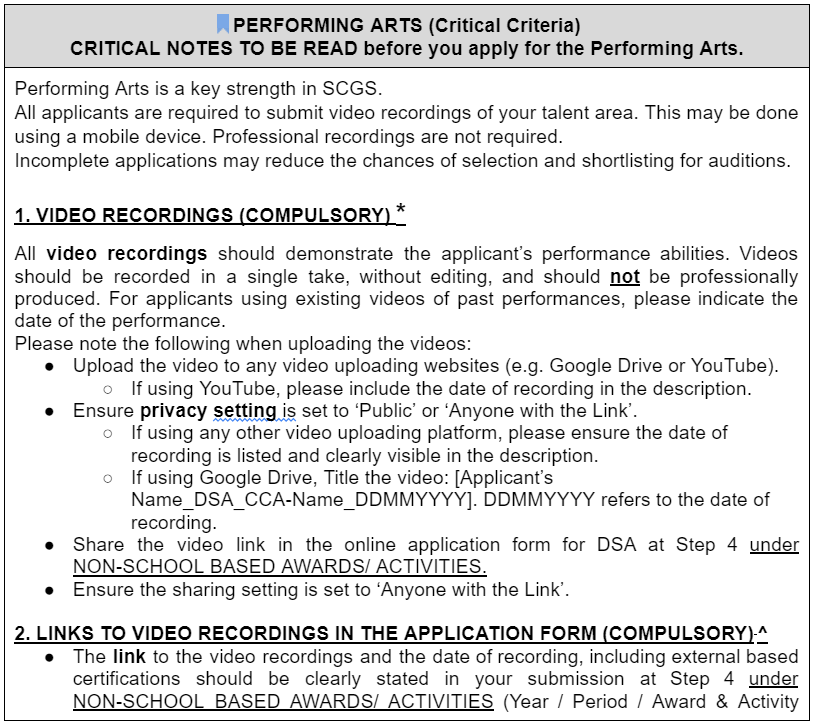 PERFORMING ARTS (Critical Criteria)
CRITICAL NOTES TO BE READ before you apply for the Performing Arts.
Performing Arts is a key strength in SCGS.
All applicants are required to submit video recordings of your talent area. This may be done
using a mobile device. Professional recordings are not required.
Incomplete applications may reduce the chances of selection and shortlisting for auditions.
1. VIDEO RECORDINGS (COMPULSORY) *
All video recordings should demonstrate the applicant's performance abilities. Videos
should be recorded in a single take, without editing, and should not be professionally
produced. For applicants using existing videos of past performances, please indicate the
date of the performance.
Please note the following when uploading the videos:
● Upload the video to any video uploading websites (e.g. Google Drive or YouTube).
○ If using YouTube, please include the date of recording in the description.
● Ensure privacy setting is set to 'Public' or 'Anyone with the Link'.
○ If using any other video uploading platform, please ensure the date of
recording is listed and clearly visible in the description.
○ If using Google Drive, Title the video: [Applicant's
Name_DSA_CCA-Name_DDMMYYYY]. DDMMYYYY refers to the date of
recording.
● Share the video link in the online application form for DSA at Step 4 under
NON-SCHOOL BASED AWARDS/ ACTIVITIES.
● Ensure the sharing setting is set to 'Anyone with the Link'.
2. LINKS TO VIDEO RECORDINGS IN THE APPLICATION FORM (COMPULSORY) ^
● The link to the video recordings and the date of recording, including external based
certifications should be clearly stated in your submission at Step 4 under
NON-SCHOOL BASED AWARDS/ ACTIVITIES (Year / Period / Award & Activity